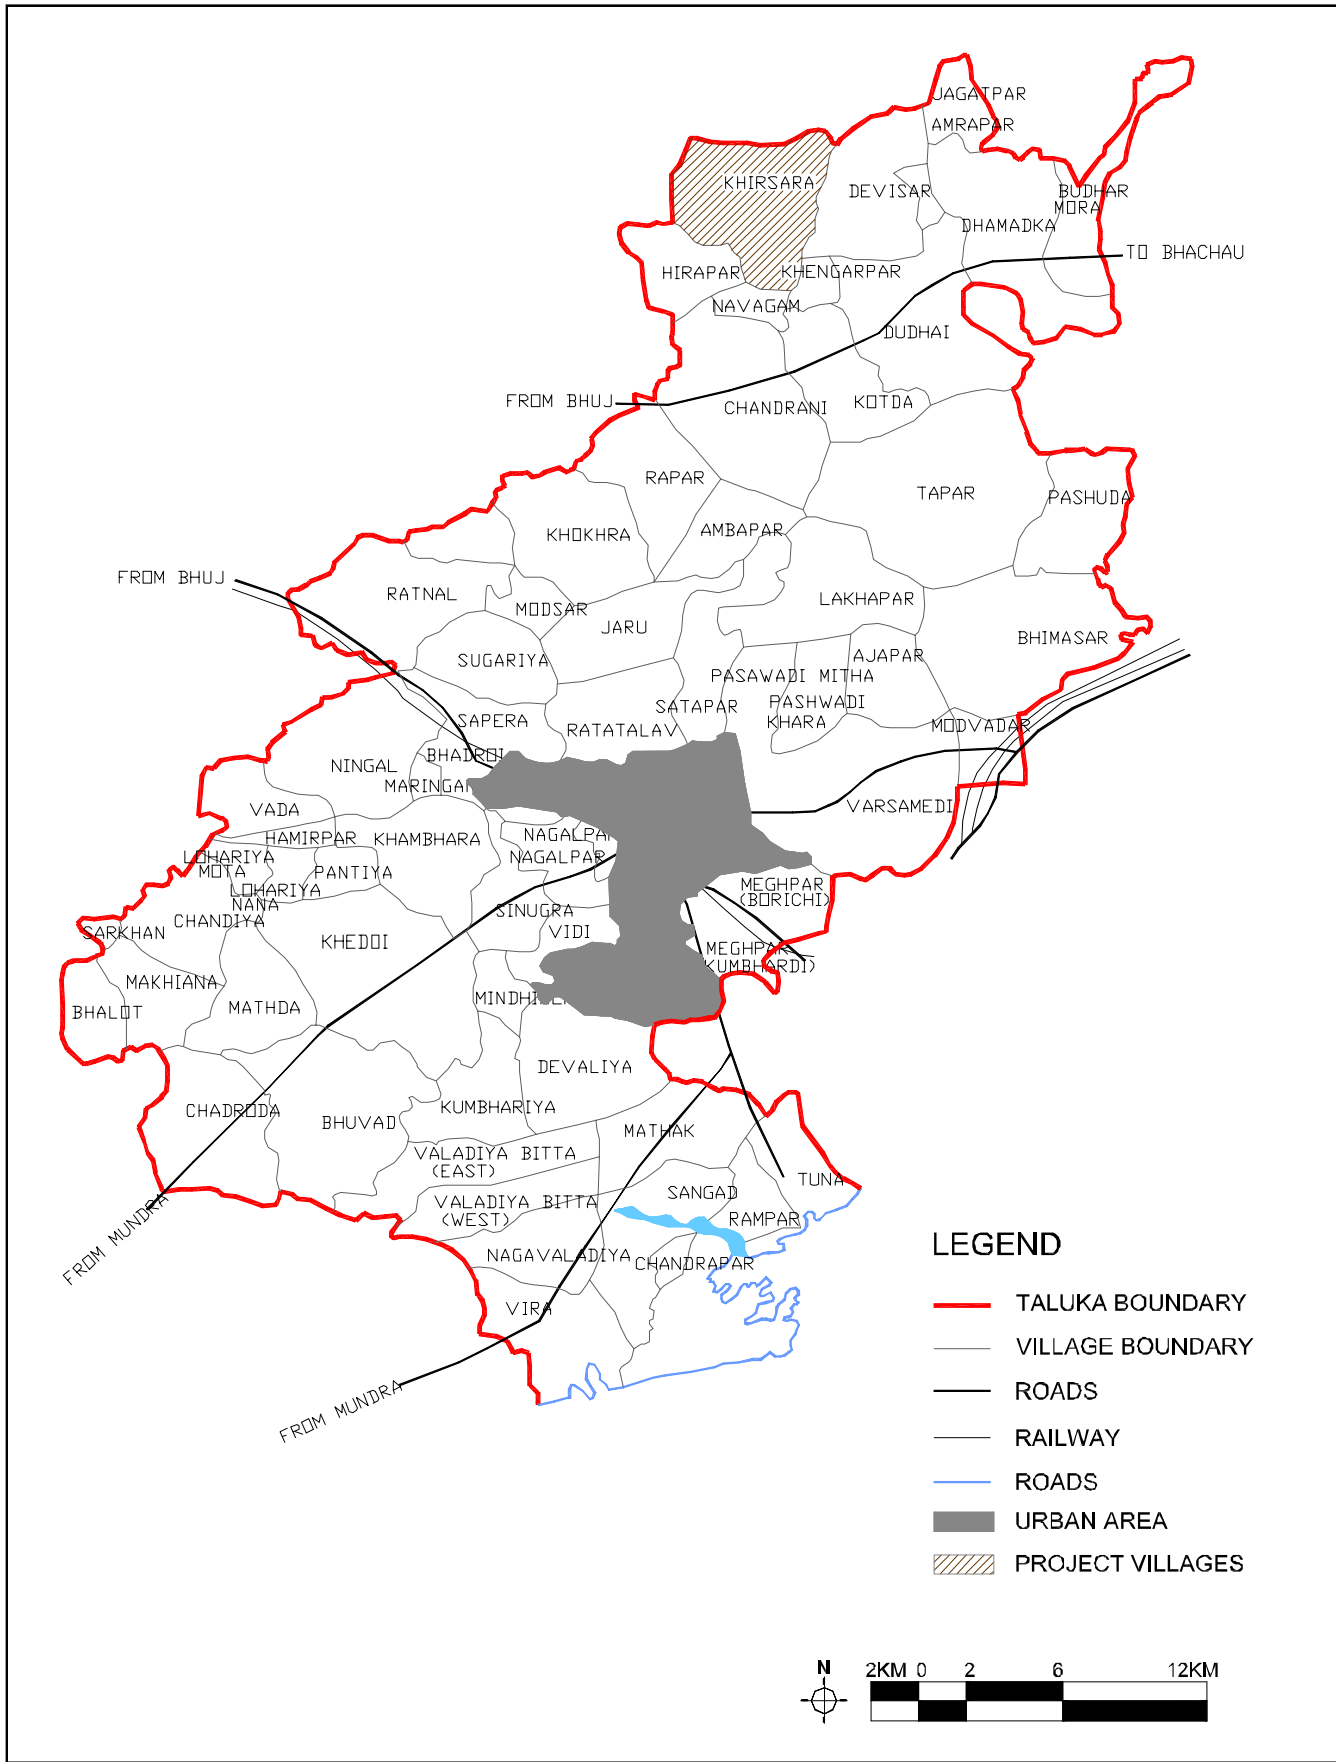 JAGATPAR
AMRAPAR
KHIRSARA
DEVISAR
BUDHAR
MORA
DHAMADKA
TO BHACHAU
HIRAPAR
KHENGARPAR
NAVAGAM
DUDHAI
FROM BHUJ
CHANDRANI
KOTDA
RAPAR
TAPAR
PASHUDA
KHOKHRA
AMBAPAR
FROM BHUJ
RATNAL
MODSAR
LAKHAPAR
JARU
BHIMASAR
SUGARIYA
AJAPAR
PASAWADI MITHA
SATAPAR
PASHWADI
KHARA
SAPERA
RATATALAV
MODVADAR
BHADROI
NINGAL
MARINGAN
VADA
VARSAMEDI
HAMIRPAR
KHAMBHARA
NAGALPAR
NAGALPAR
LOHARIYA
MOTA
PANTIYA
LOHARIYA
NANA
MEGHPAR
(BORICHI)
CHANDIYA
SINUGRA
SARKHAN
KHEDOI
VIDI
MEGHPAR
KUMBHARDI)
MAKHIANA
MATHDA
BHALOT
DEVALIYA
CHADRODA
KUMBHARIYA
BHUVAD
MATHAK
VALADIYA BITTA
(EAST)
TUNA
SANGAD
VALADIYA BITTA
(WEST)
RAMPAR
FROM MUNDRA
NAGAVALADIYA
CHANDRAPAR
VIRA
FROM MUNDRA
LEGEND
TALUKA BOUNDARY
VILLAGE BOUNDARY
ROADS
RAILWAY
ROADS
URBAN AREA
PROJECT VILLAGES
N
2KM 0 2 6 12KM